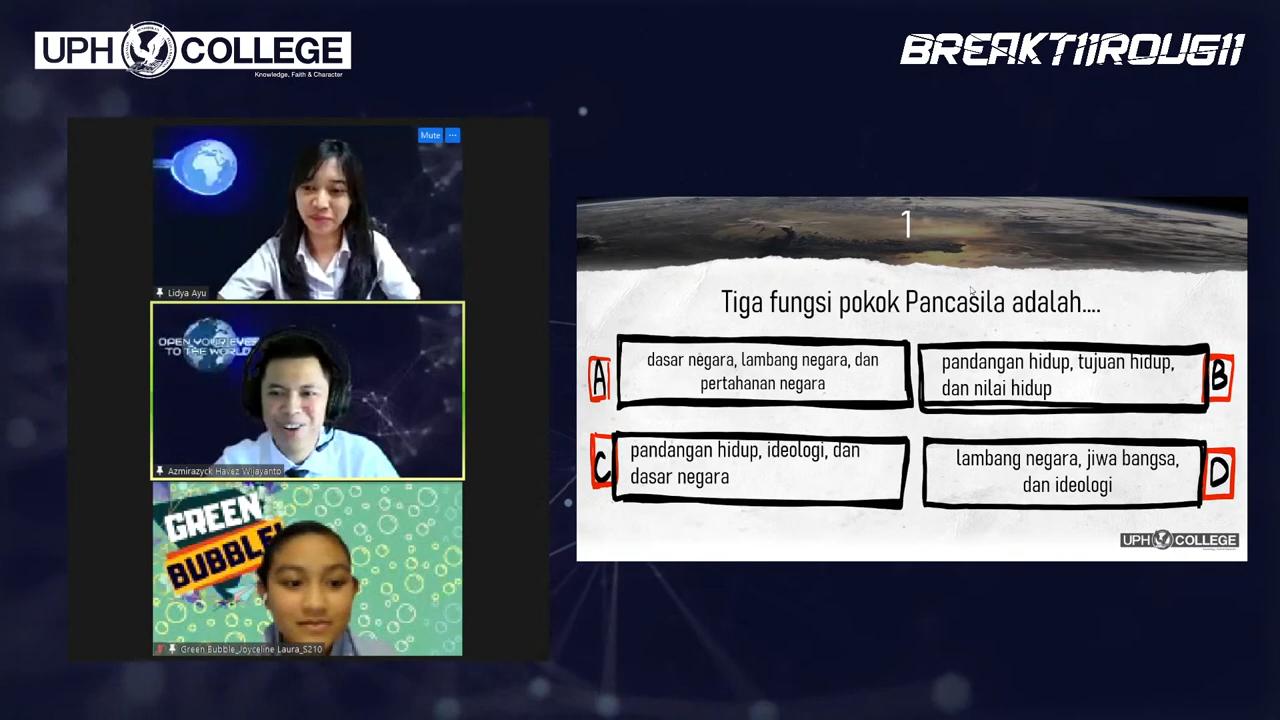 UPH COLLEGE
Knowledge, Faith & Character
BREAKT11ROUG11
Mute
Lidya Ayu
OPEN YOUR EYES
TO THE WORLD
Azmirazyck Havez Wijayanto
GREEN
BUBBLE
Green Bubble_Joyceline Laura_S210
1
Tiga fungsi pokok Pancasila adalah....
A
dasar negara, lambang negara, dan
pertahanan negara
pandangan hidup, tujuan hidup,
dan nilai hidup
B
C
pandangan hidup, ideologi, dan
dasar negara
lambang negara, jiwa bangsa,
dan ideologi
D
UPH COLLEGE